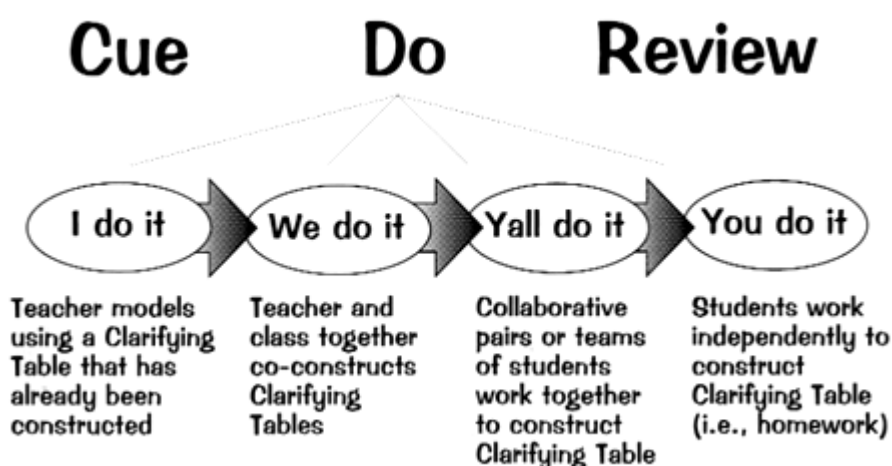 Cue Do Review
I do it We do it Yall do it You do it
Teacher models
using a Clarifying
Table that has
already been
constructed
Teacher and
class together
co-constructs
Clarifying
Tables
Collaborative
pairs or teams
of students
work together
to construct
Clarifying Table
Students work
independently to
construct
Clarifying Table
(i.e., homework)